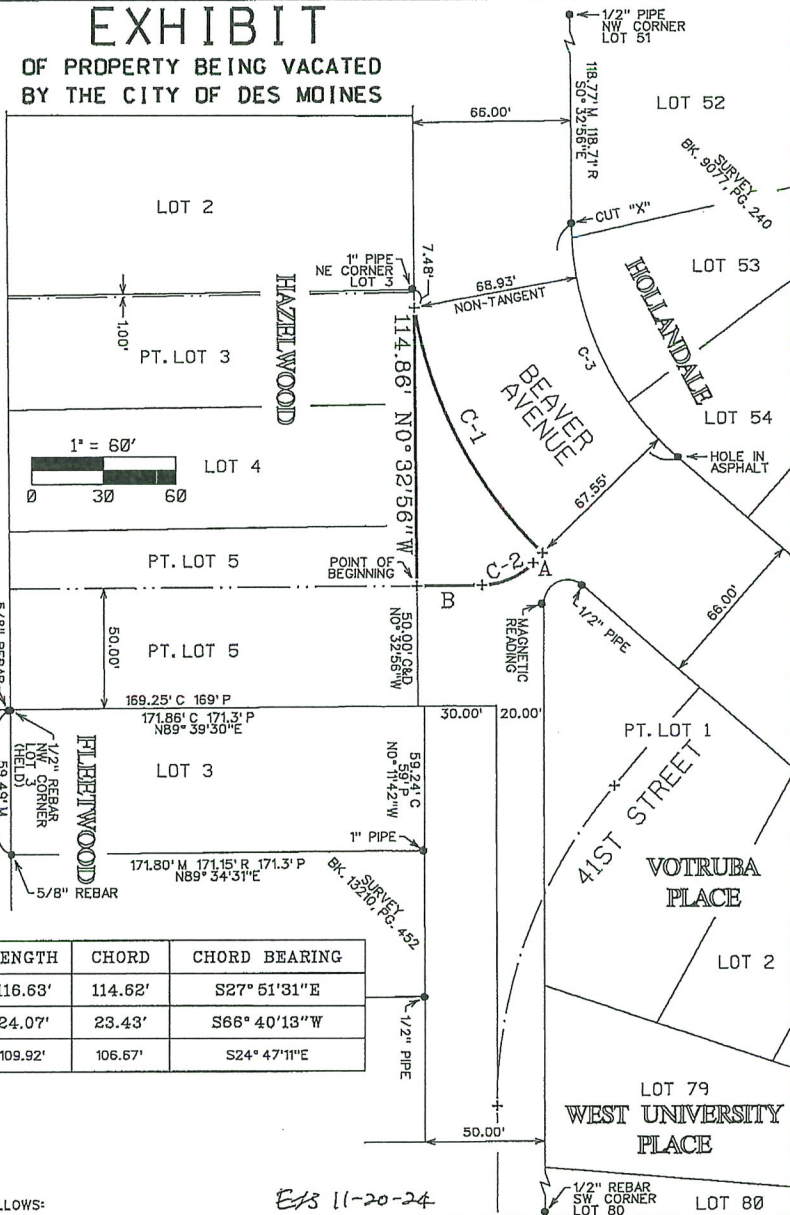 EXHIBIT
OF PROPERTY BEING VACATED
BY THE CITY OF DES MOINES
1/2" PIPE
NW CORNER
LOT 51
118.77' M 118.71' R
S0° 32'56"E
66.00'
LOT 52
SURVEY
BK. 9077, PG. 240
LOT 2
CUT "X"
1" PIPE
NE CORNER
LOT 3
7.48'
68.93'
NON-TANGENT
LOT 53
HOLLANDALE
HAZELWOOD
1.00'
PT. LOT 3
114.86' N0° 32'56"W
C-1
BEAVER
AVENUE
C-3
LOT 54
1" = 60'
0 30 60
LOT 4
HOLE IN
ASPHALT
67.55'
PT. LOT 5
POINT OF
BEGINNING
C-2
A
B
50.00'
PT. LOT 5
50.00' C&D
N0° 32'56"W
MAGNETIC
READING
1/2" PIPE
66.00'
5/8" REBAR
169.25' C 169' P
171.86' C 171.3' P
N89° 39'30"E
30.00'
20.00'
PT. LOT 1
1/2" REBAR
NW CORNER
LOT 3
(HELD)
59.49' M
FLEETWOOD
LOT 3
59.24' C
59' P
N0° 11'42"W
41ST STREET
1" PIPE
171.80' M 171.15' R 171.3' P
N89° 34'31"E
5/8" REBAR
SURVEY
BK. 13210, PG. 452
VOTRUBA
PLACE
LOT 2
ENGTH CHORD CHORD BEARING
116.63' 114.62' S27° 51'31"E
24.07' 23.43' S66° 40'13"W
109.92' 106.57' S24° 47'11"E
1/2" PIPE
LOT 79
WEST UNIVERSITY
PLACE
50.00'
1/2" REBAR
SW CORNER
LOT 80
LOT 80
LLOWS:
11-20-24